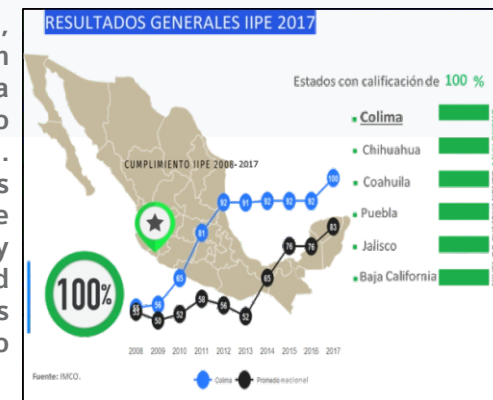 RESULTADOS GENERALES IIPE 2017
Estados con calificación de 100 %
Colima
Chihuahua
Coahuila
Puebla
Jalisco
Baja California
CUMPLIMIENTO IIPE 2008-2017
100
92 91 92 92 92
83
81
76 76
65 65
55 56
58 56
50 52 52
100%
2008 2009 2010 2011 2012 2013 2014 2015 2016 2017
Fuente: IMCO.
Colima Promedio nacional